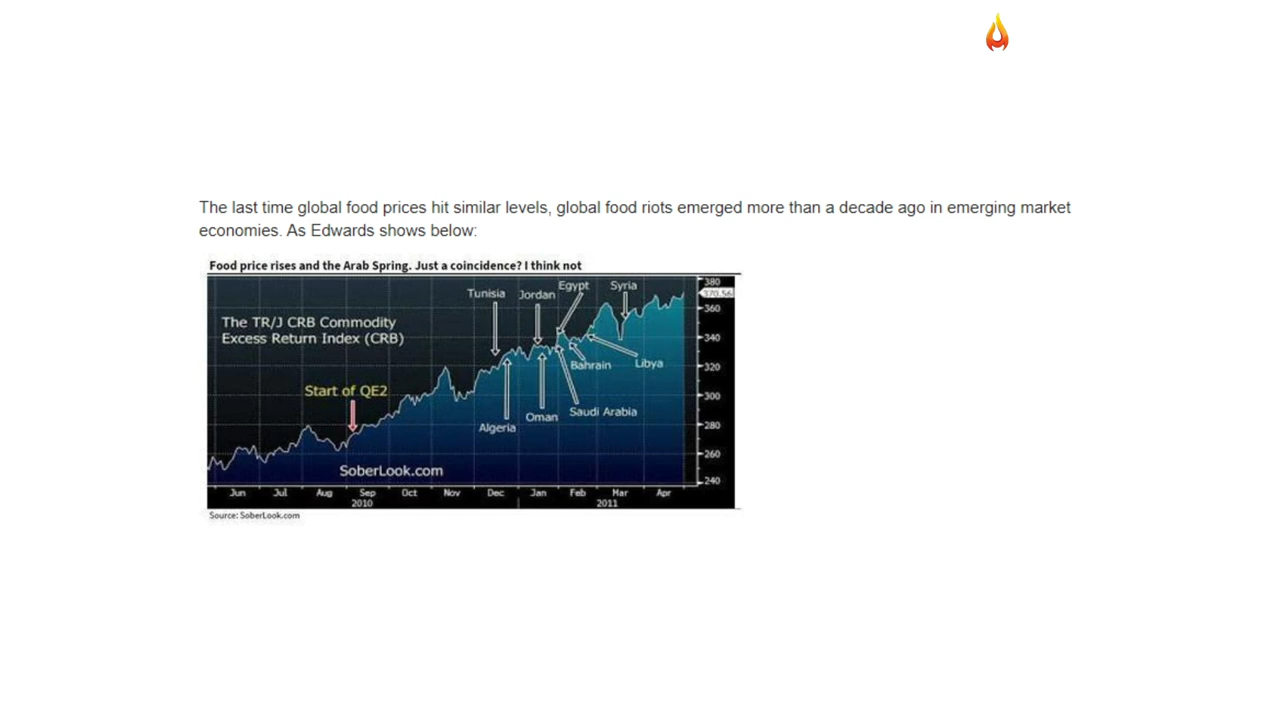 The last time global food prices hit similar levels, global food riots emerged more than a decade ago in emerging market
economies. As Edwards shows below:
Food price rises and the Arab Spring. Just a coincidence? I think not
The TR/J CRB Commodity
Excess Return Index (CRB)
Start of QE2
Tunisia
Jordan
Egypt
Syria
Algeria
Oman
Saudi Arabia
Bahrain
Libya
SoberLook.com
380
370.56
360
340
320
300
280
260
240
Jun Jul Aug Sep Oct Nov Dec Jan Feb Mar Apr
2010 2011
Source: SoberLook.com